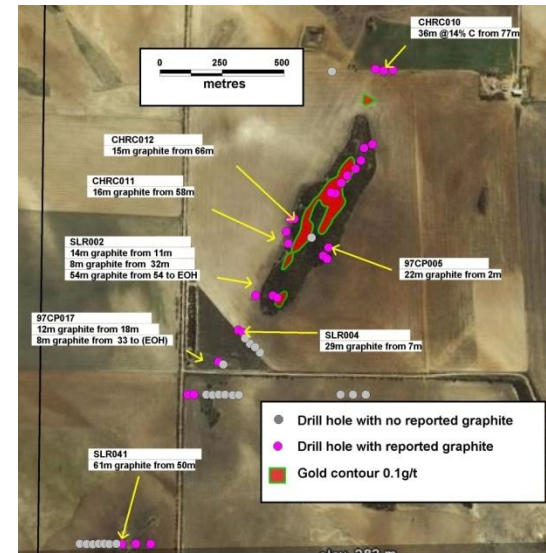 CHRC010
36m @14% C from 77m
0 200 500
metres
CHRC012
15m graphite from 66m
CHRC011
16m graphite from 58m
SLR002
14m graphite from 11m
8m graphite from 32m
54m graphite from 54 to EOH
97CP005
22m graphite from 2m
97CP017
12m graphite from 18m
8m graphite from 33 to (EOH)
SLR004
29m graphite from 7m
Drill hole with no reported graphite
Drill hole with reported graphite
Gold contour 0.1g/t
SLR041
61m graphite from 50m